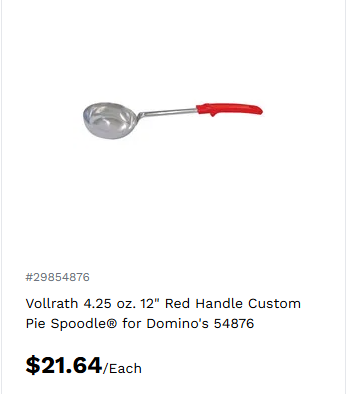 #29854876
Vollrath 4.25 oz. 12" Red Handle Custom
Pie Spoodle® for Domino's 54876
$21.64/Each